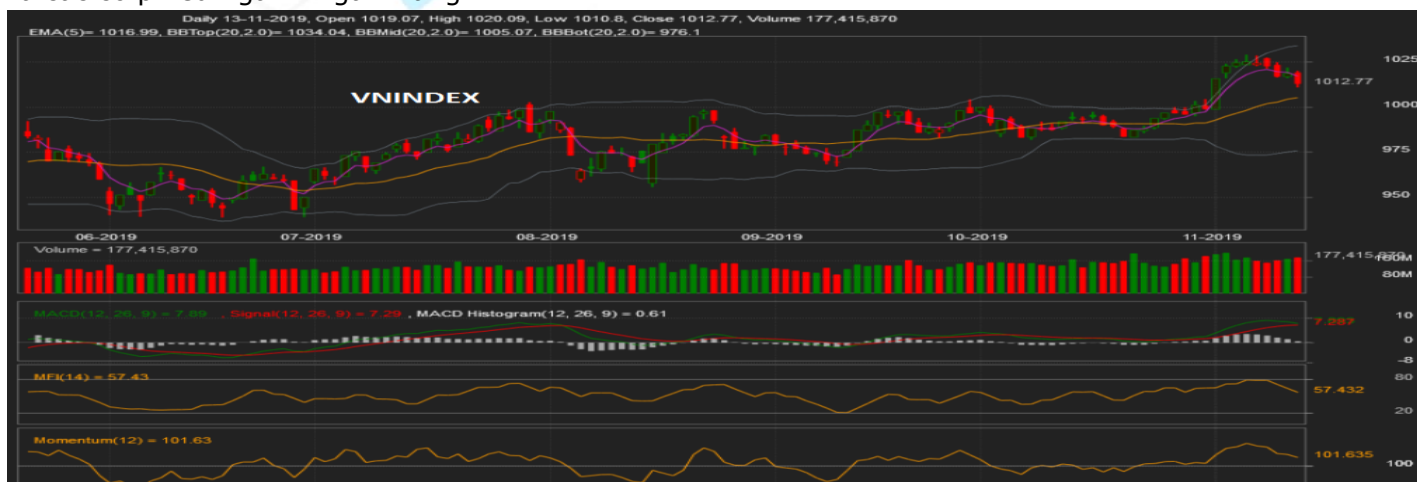 Daily 13-11-2019, Open 1019.07, High 1020.09, Low 1010.8, Close 1012.77, Volume 177,415,870
EMA(5)= 1016.99, BBTop(20,2.0)= 1034.04, BBMid(20,2.0)= 1005.07, BBBot(20,2.0)= 976.1
1025
1012.77
VNINDEX
1000
975
950
06-2019 07-2019 08-2019 09-2019 10-2019 11-2019
Volume = 177,415,870
177,415,870
160M
80M
MACD(12, 26, 9) = 7.89 , Signal(12, 26, 9) = 7.29 , MACD Histogram(12, 26, 9) = 0.61
10
0
-8
MFI(14) = 57.43
80
57.432
20
Momentum(12) = 101.63
101.635
100